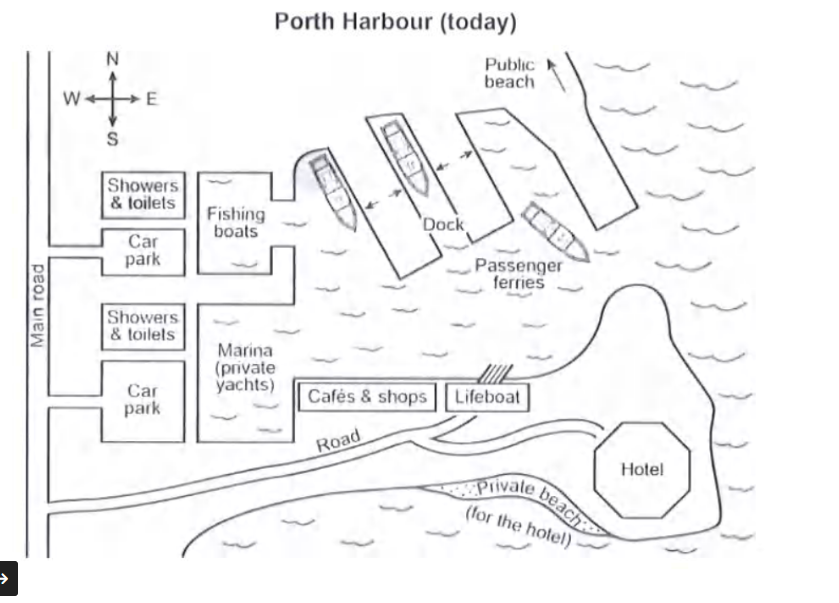 Porth Harbour (today)
N
W
E
S
Public
beach
Showers
& toilets
Fishing
boats
Car
park
Dock
Passenger
ferries
Main road
Showers
& toilets
Marina
(private
yachts)
Car
park
Cafés & shops
Lifeboat
Road
Hotel
Private beach
(for the hotel)